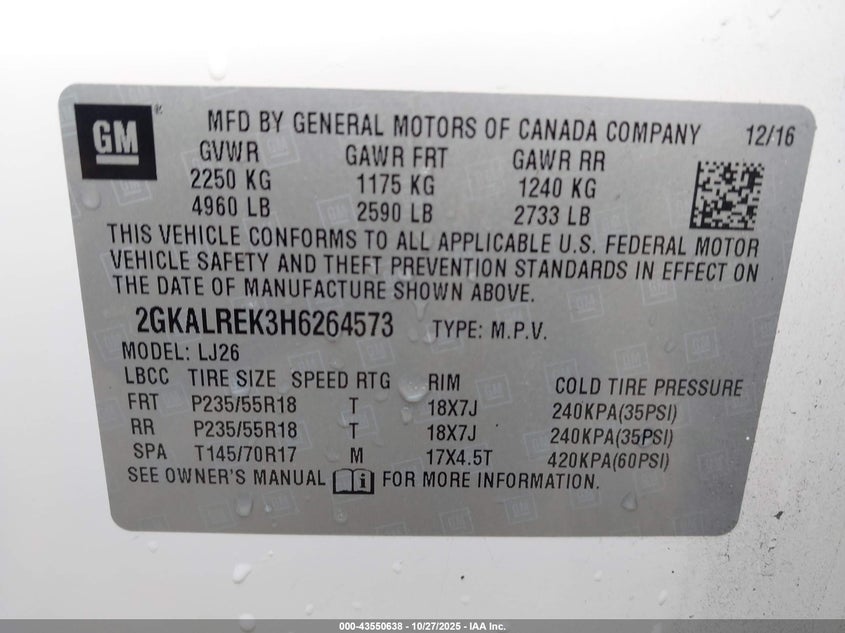 GM ® MFD BY GENERAL MOTORS OF CANADA COMPANY 12/16
GVWR GAWR FRT GAWR RR
2250 KG 1175 KG 1240 KG
4960 LB 2590 LB 2733 LB
THIS VEHICLE CONFORMS TO ALL APPLICABLE U.S. FEDERAL MOTOR
VEHICLE SAFETY AND THEFT PREVENTION STANDARDS IN EFFECT ON
THE DATE OF MANUFACTURE SHOWN ABOVE.
2GKALREK3H6264573 TYPE: M.P.V.
MODEL: LJ26
LBCC TIRE SIZE SPEED RTG RIM COLD TIRE PRESSURE
FRT P235/55R18 T 18X7J 240KPA(35PSI)
RR P235/55R18 T 18X7J 240KPA(35PSI)
SPA T145/70R17 M 17X4.5T 420KPA(60PSI)
SEE OWNER'S MANUAL FOR MORE INFORMATION.
000-43550638 - 10/27/2025 - IAA Inc.